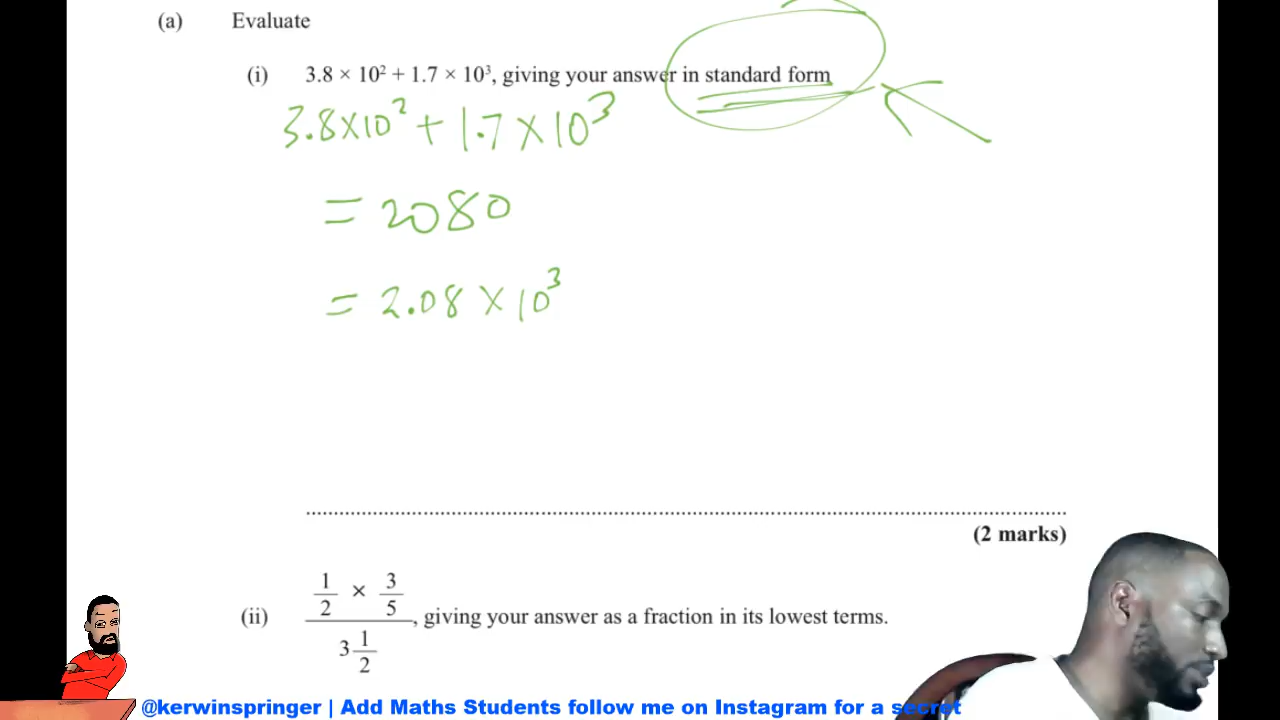 (a) Evaluate
(i) 3.8 × 10² + 1.7 × 10³, giving your answer in standard form
3.8×10² + 1.7 × 10³
= 2080
= 2.08 × 10³
(2 marks)
(ii) (1/2 × 3/5) / 3 1/2, giving your answer as a fraction in its lowest terms.
@kerwinspringer | Add Maths Students follow me on Instagram for a secret